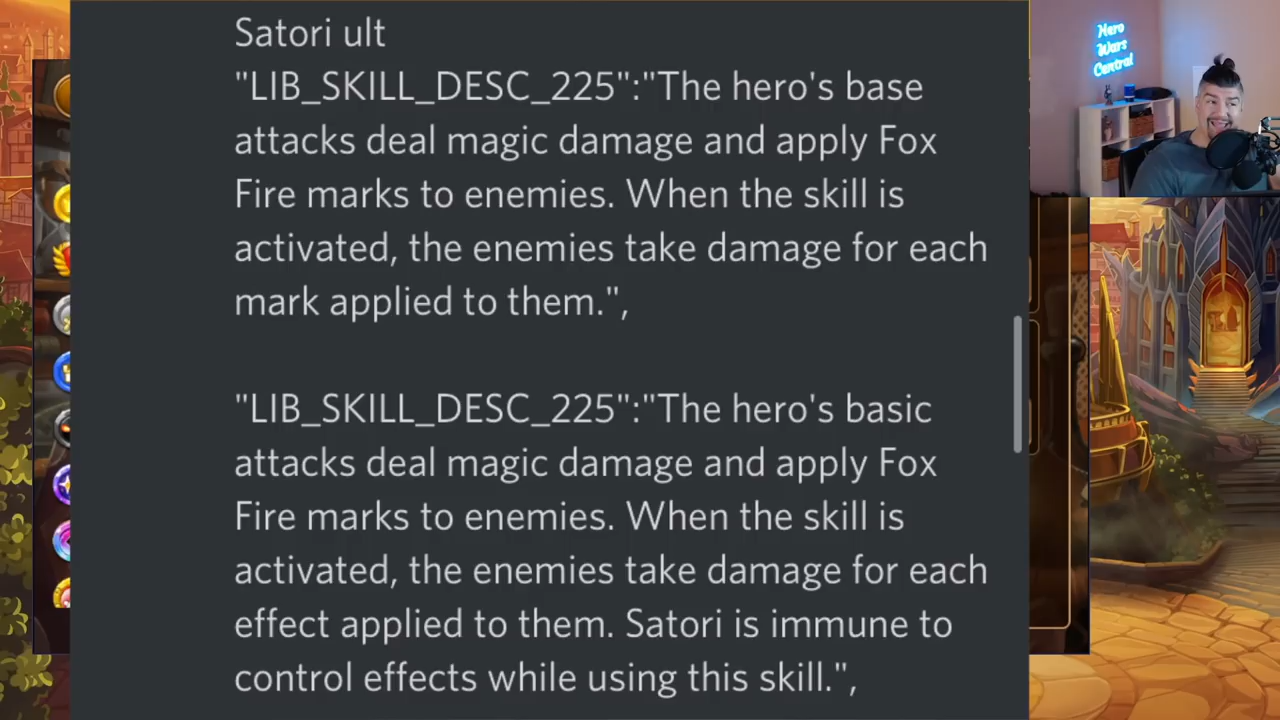 Satori ult
"LIB_SKILL_DESC_225":"The hero's base
attacks deal magic damage and apply Fox
Fire marks to enemies. When the skill is
activated, the enemies take damage for each
mark applied to them.",
"LIB_SKILL_DESC_225":"The hero's basic
attacks deal magic damage and apply Fox
Fire marks to enemies. When the skill is
activated, the enemies take damage for each
effect applied to them. Satori is immune to
control effects while using this skill.",
Hero
Wars
Central